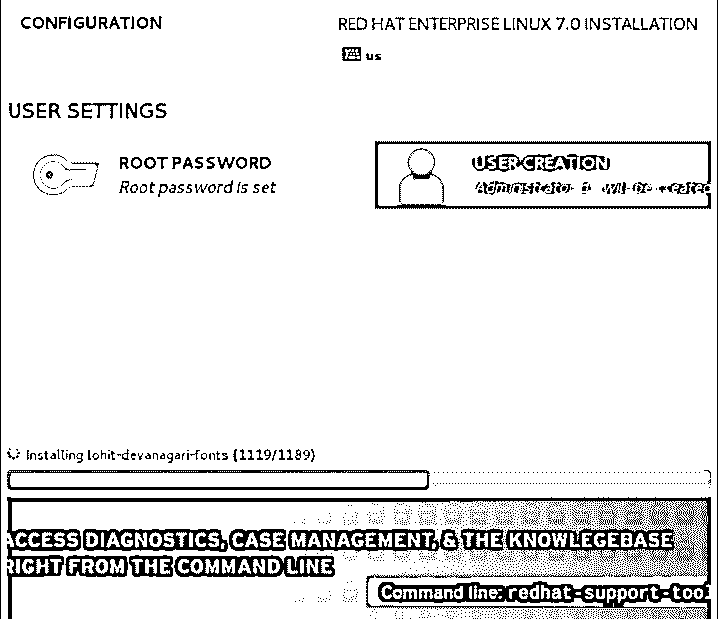 CONFIGURATION
RED HAT ENTERPRISE LINUX 7.0 INSTALLATION
us
USER SETTINGS
ROOT PASSWORD
Root password is set
USER CREATION
Administrator will be created
Installing lohit-devanagari-fonts (1119/1189)
ACCESS DIAGNOSTICS, CASE MANAGEMENT, & THE KNOWLEGEBASE
RIGHT FROM THE COMMAND LINE
Command line: redhat-support-tool